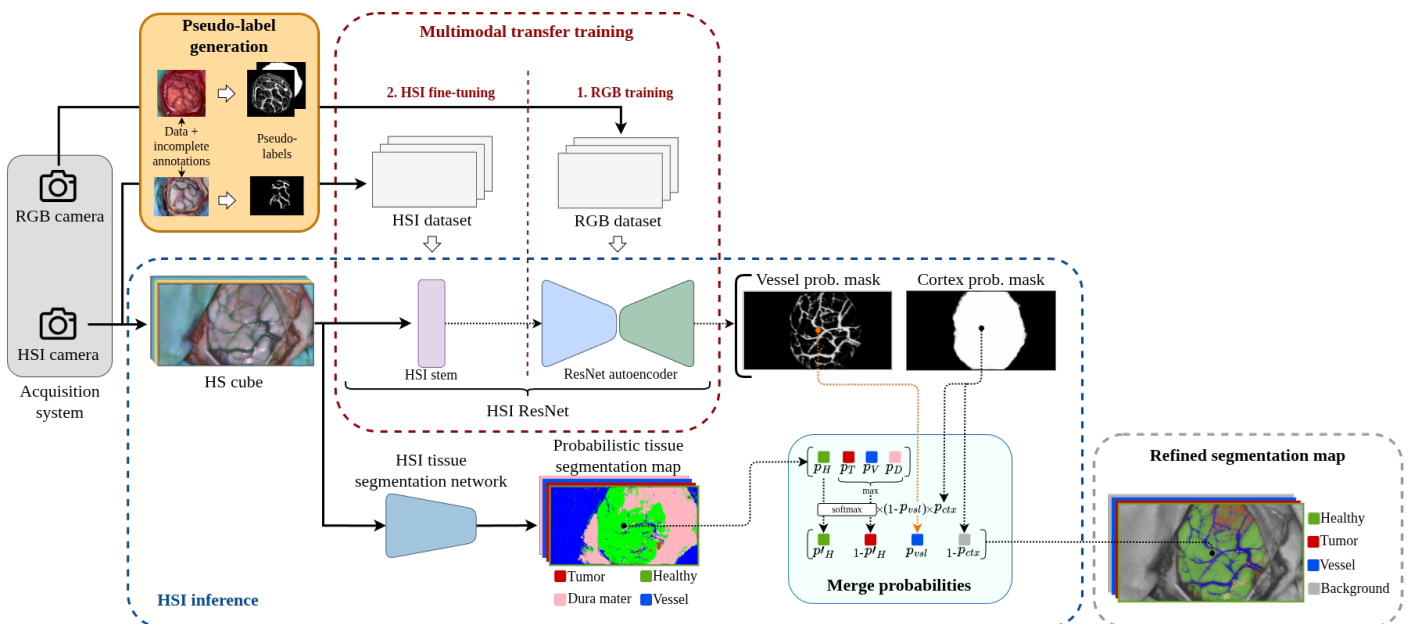 Pseudo-label
generation
Data +
incomplete
annotations
Pseudo-
labels
Multimodal transfer training
2. HSI fine-tuning
1. RGB training
HSI dataset
RGB dataset
RGB camera
HSI camera
Acquisition
system
HS cube
HSI stem
ResNet autoencoder
HSI ResNet
Vessel prob. mask
Cortex prob. mask
HSI tissue
segmentation network
Probabilistic tissue
segmentation map
Tumor
Healthy
Dura mater
Vessel
HSI inference
p_H p_T p_V p_D
max
softmax ×(1-p_vsl)×p_ctx
p'_H 1-p'_H p_vsl 1-p_ctx
Merge probabilities
Refined segmentation map
Healthy
Tumor
Vessel
Background